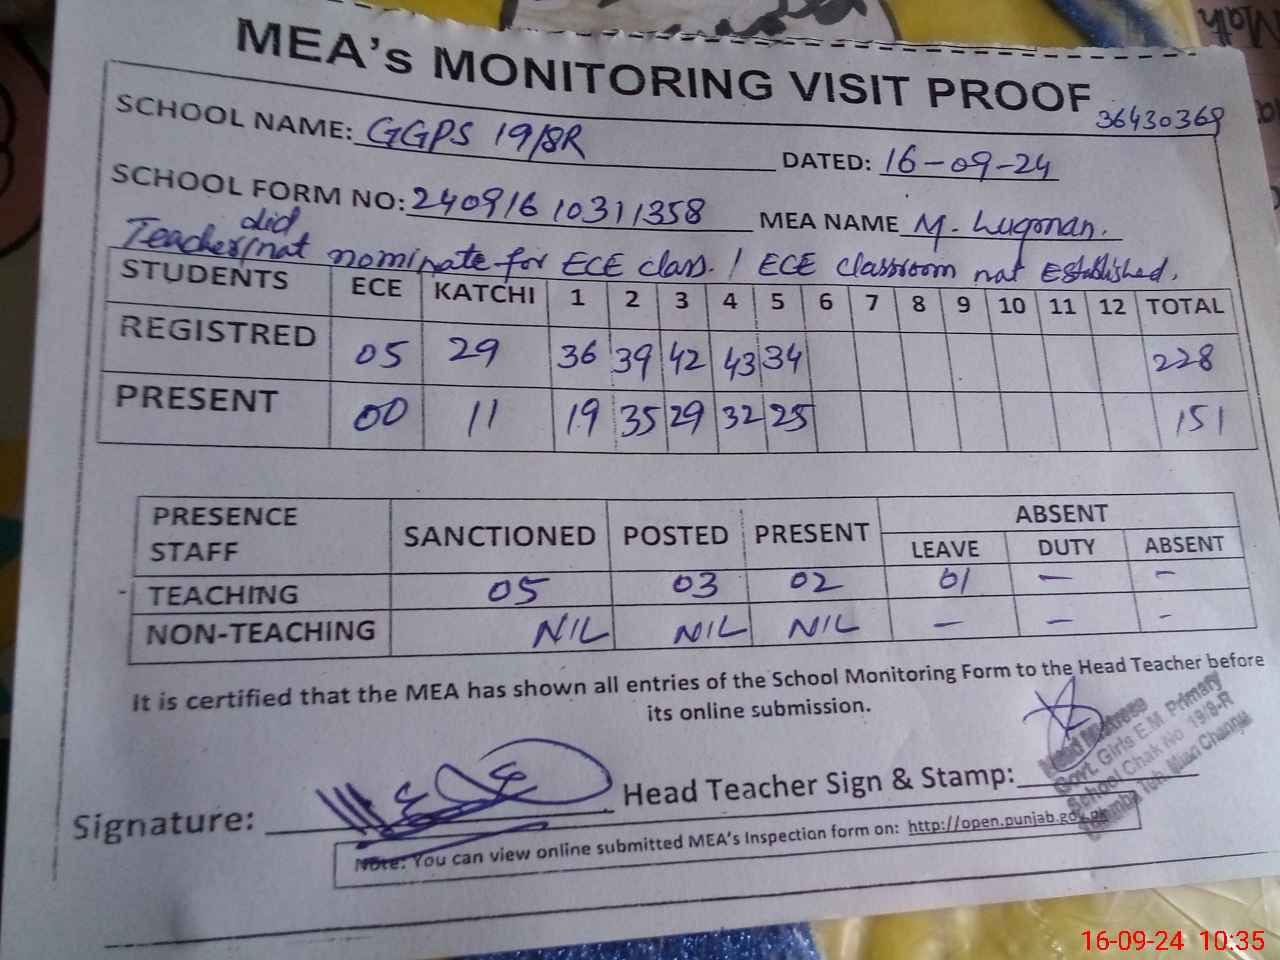 MEA's MONITORING VISIT PROOF
36430369
SCHOOL NAME: GGPS 19/8R DATED: 16-09-24
SCHOOL FORM NO: 240916 10311358 MEA NAME M. Luqman.
Teacher did not nominate for ECE class. / ECE classroom not Established.
STUDENTS ECE KATCHI 1 2 3 4 5 6 7 8 9 10 11 12 TOTAL
REGISTRED 05 29 36 39 42 43 34 228
PRESENT 00 11 19 35 29 32 25 151
PRESENCE STAFF SANCTIONED POSTED PRESENT ABSENT
LEAVE DUTY ABSENT
TEACHING 05 03 02 01 — —
NON-TEACHING NIL NIL NIL — — —
It is certified that the MEA has shown all entries of the School Monitoring Form to the Head Teacher before
its online submission.
Signature: Head Teacher Sign & Stamp:
Head Mistress
Govt. Girls E.M. Primary
School Chak No 19/8-R
Mian Channu
Note: You can view online submitted MEA's Inspection form on: http://open.punjab.gov.pk
Math
16-09-24 10:35